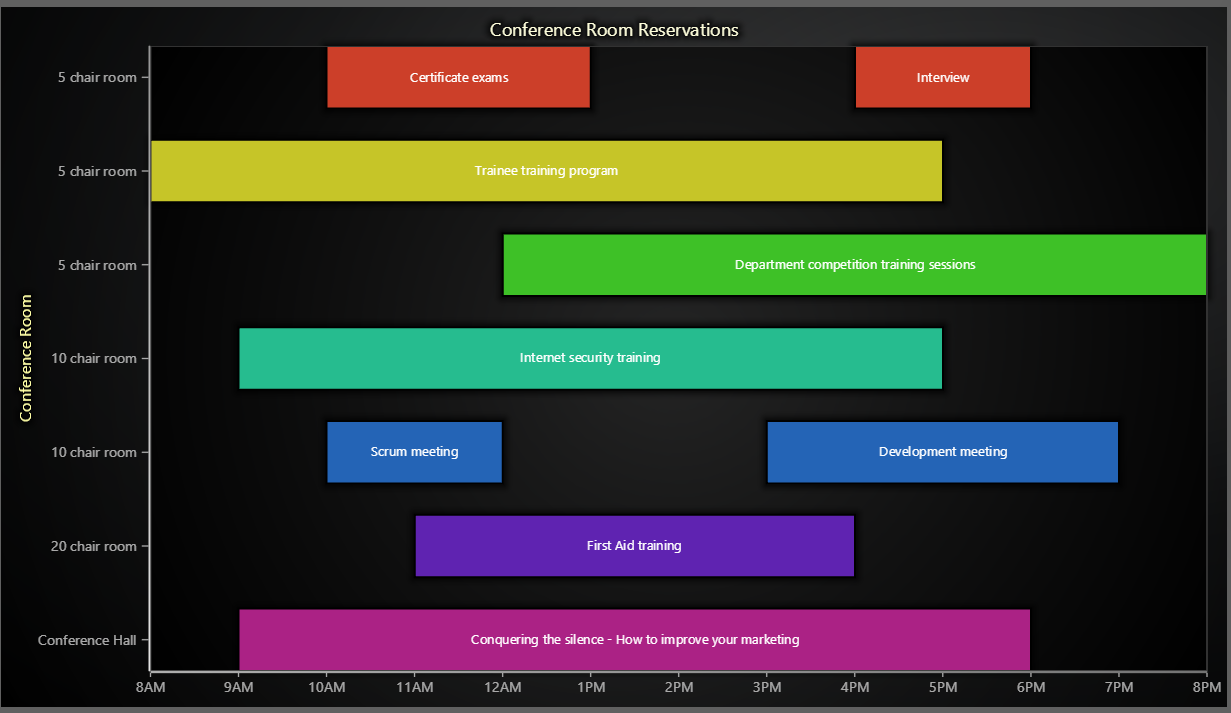 Conference Room Reservations
Conference Room
5 chair room
Certificate exams
Interview
5 chair room
Trainee training program
5 chair room
Department competition training sessions
10 chair room
Internet security training
10 chair room
Scrum meeting
Development meeting
20 chair room
First Aid training
Conference Hall
Conquering the silence - How to improve your marketing
8AM 9AM 10AM 11AM 12AM 1PM 2PM 3PM 4PM 5PM 6PM 7PM 8PM